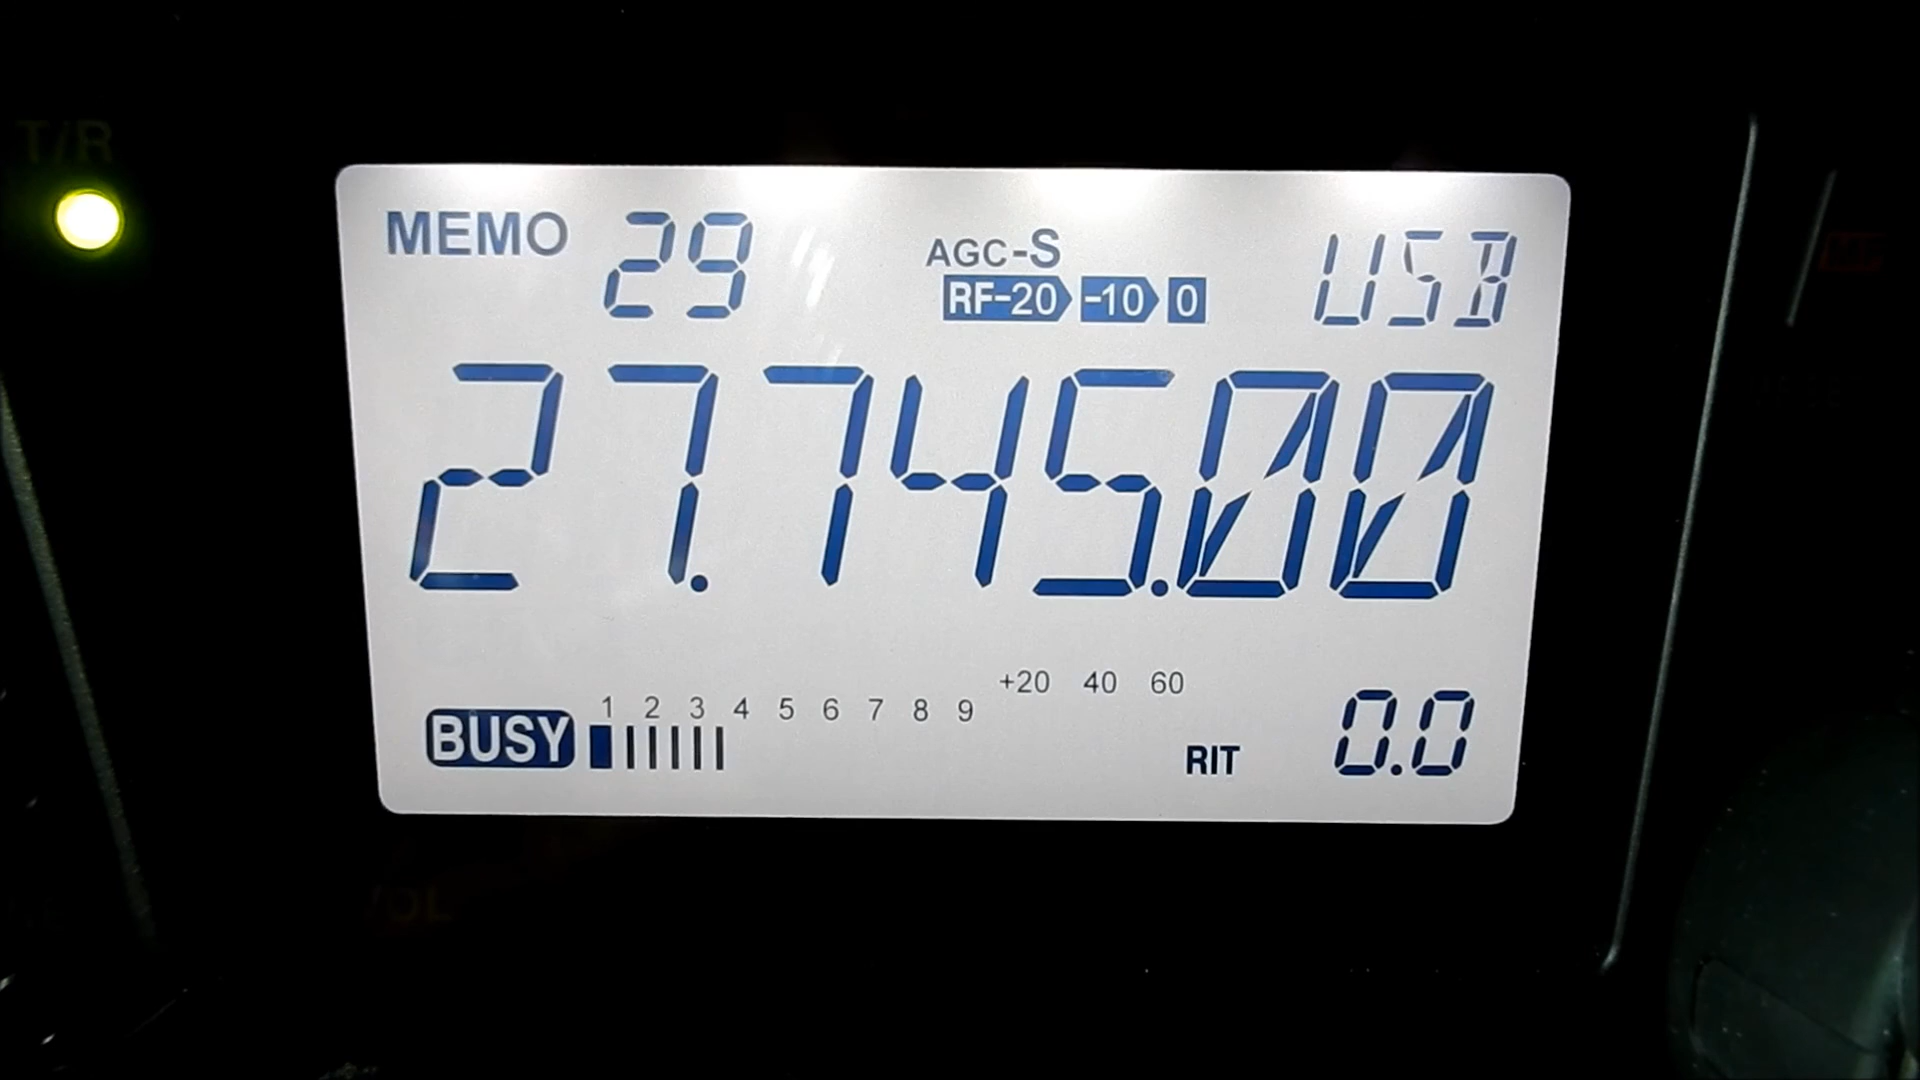 T/R
MEMO 29 AGC-S USB
RF-20 -10 0
27.745.00
+20 40 60
1 2 3 4 5 6 7 8 9
BUSY RIT 0.0